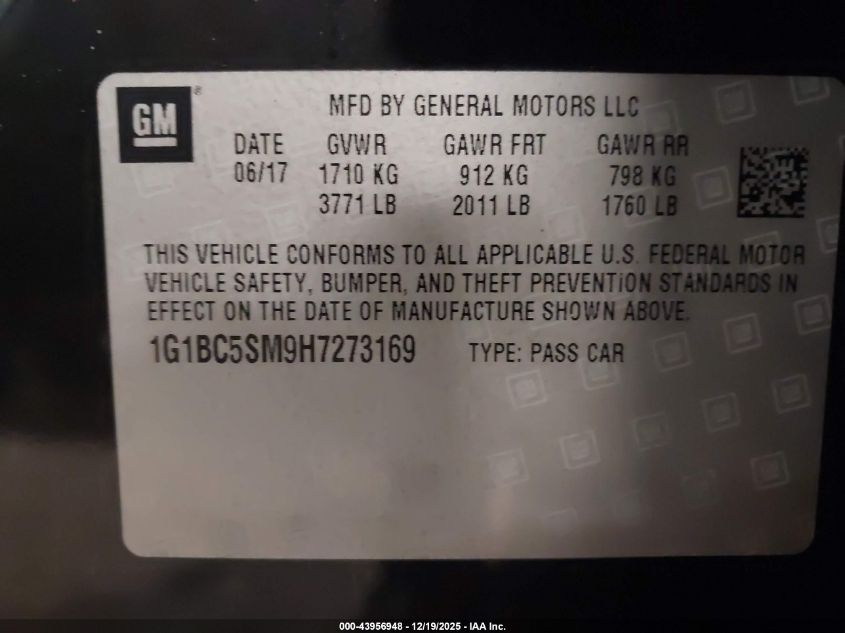 GM®
MFD BY GENERAL MOTORS LLC
DATE GVWR GAWR FRT GAWR RR
06/17 1710 KG 912 KG 798 KG
3771 LB 2011 LB 1760 LB
THIS VEHICLE CONFORMS TO ALL APPLICABLE U.S. FEDERAL MOTOR
VEHICLE SAFETY, BUMPER, AND THEFT PREVENTION STANDARDS IN
EFFECT ON THE DATE OF MANUFACTURE SHOWN ABOVE.
1G1BC5SM9H7273169 TYPE: PASS CAR
000-43956948 - 12/19/2025 - IAA Inc.